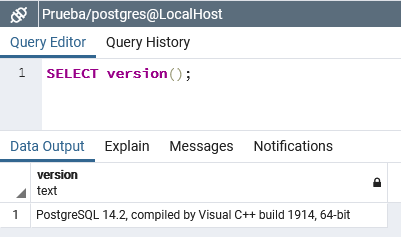 Prueba/postgres@LocalHost
Query Editor Query History
1 SELECT version();
Data Output Explain Messages Notifications
version
text
1 PostgreSQL 14.2, compiled by Visual C++ build 1914, 64-bit